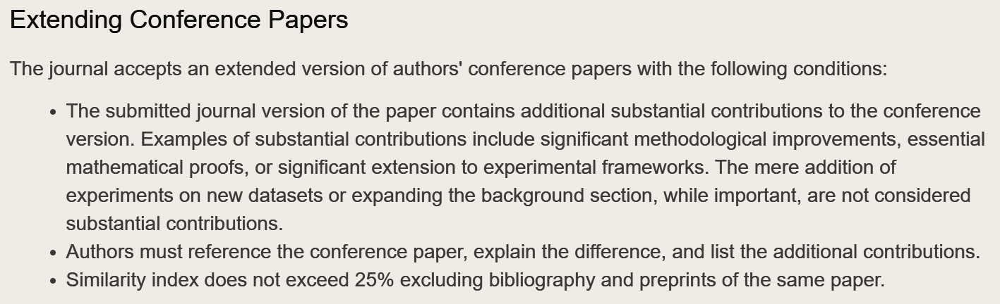 Extending Conference Papers
The journal accepts an extended version of authors' conference papers with the following conditions:
• The submitted journal version of the paper contains additional substantial contributions to the conference
version. Examples of substantial contributions include significant methodological improvements, essential
mathematical proofs, or significant extension to experimental frameworks. The mere addition of
experiments on new datasets or expanding the background section, while important, are not considered
substantial contributions.
• Authors must reference the conference paper, explain the difference, and list the additional contributions.
• Similarity index does not exceed 25% excluding bibliography and preprints of the same paper.